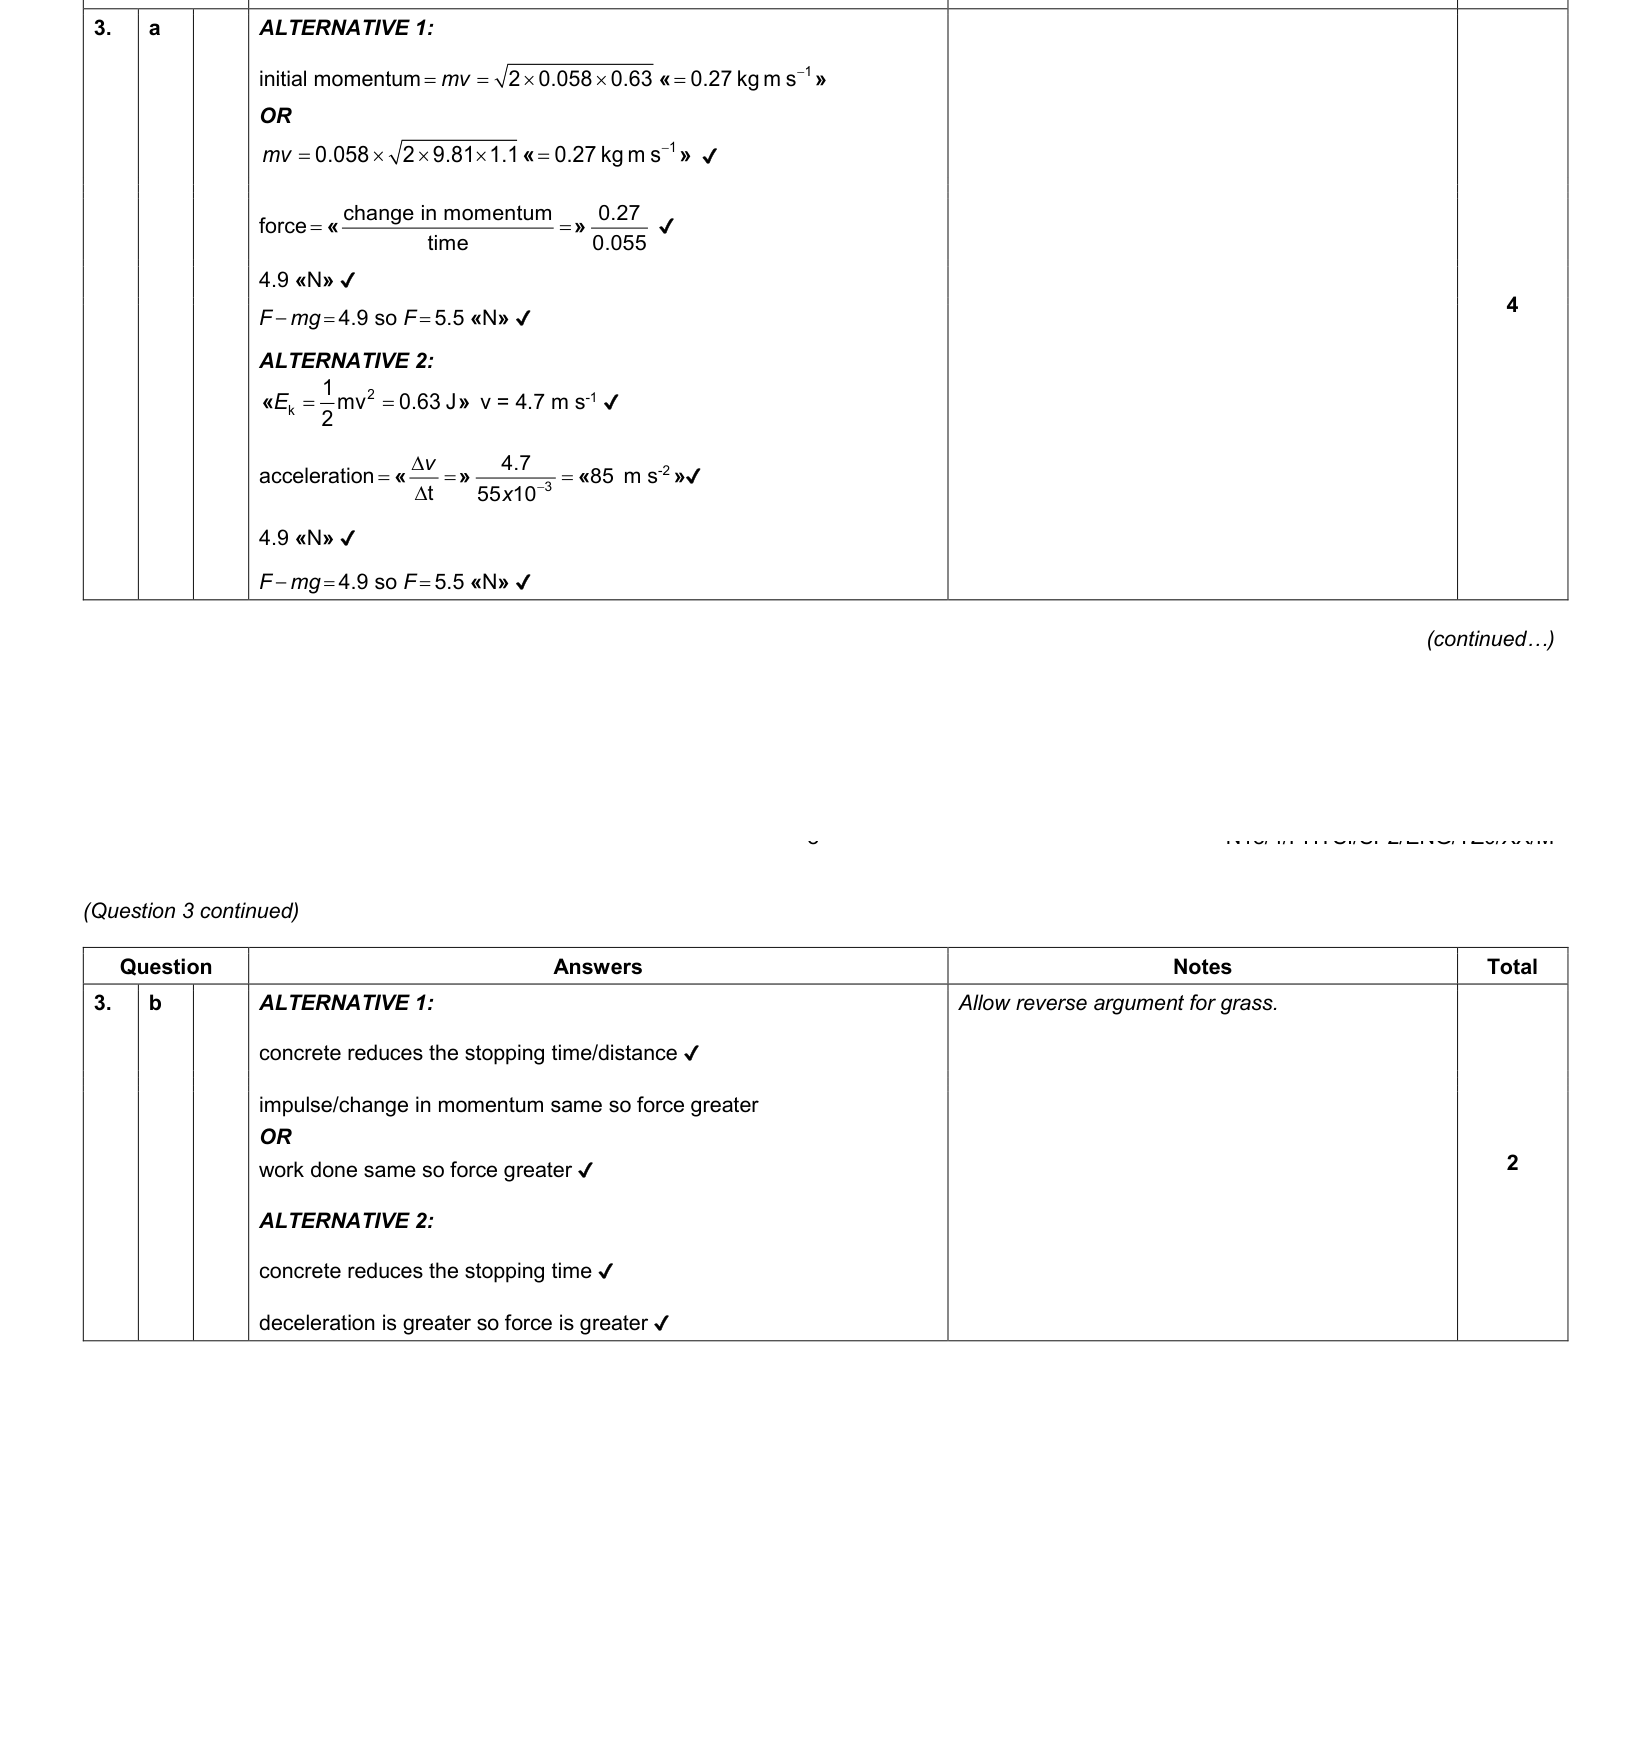 3. a ALTERNATIVE 1:
initial momentum = mv = √2×0.058×0.63 «= 0.27 kg m s⁻¹»
OR
mv = 0.058 × √2×9.81×1.1 «= 0.27 kg m s⁻¹» ✓
force = « change in momentum / time = » 0.27 / 0.055 ✓
4.9 «N» ✓
F − mg = 4.9 so F = 5.5 «N» ✓
4
ALTERNATIVE 2:
«Eₖ = 1/2 mv² = 0.63 J» v = 4.7 m s⁻¹ ✓
acceleration = « Δv / Δt = » 4.7 / 55x10⁻³ = «85 m s⁻²» ✓
4.9 «N» ✓
F − mg = 4.9 so F = 5.5 «N» ✓
(continued…)
(Question 3 continued)
Question Answers Notes Total
3. b ALTERNATIVE 1: Allow reverse argument for grass.
concrete reduces the stopping time/distance ✓
impulse/change in momentum same so force greater
OR
work done same so force greater ✓
2
ALTERNATIVE 2:
concrete reduces the stopping time ✓
deceleration is greater so force is greater ✓